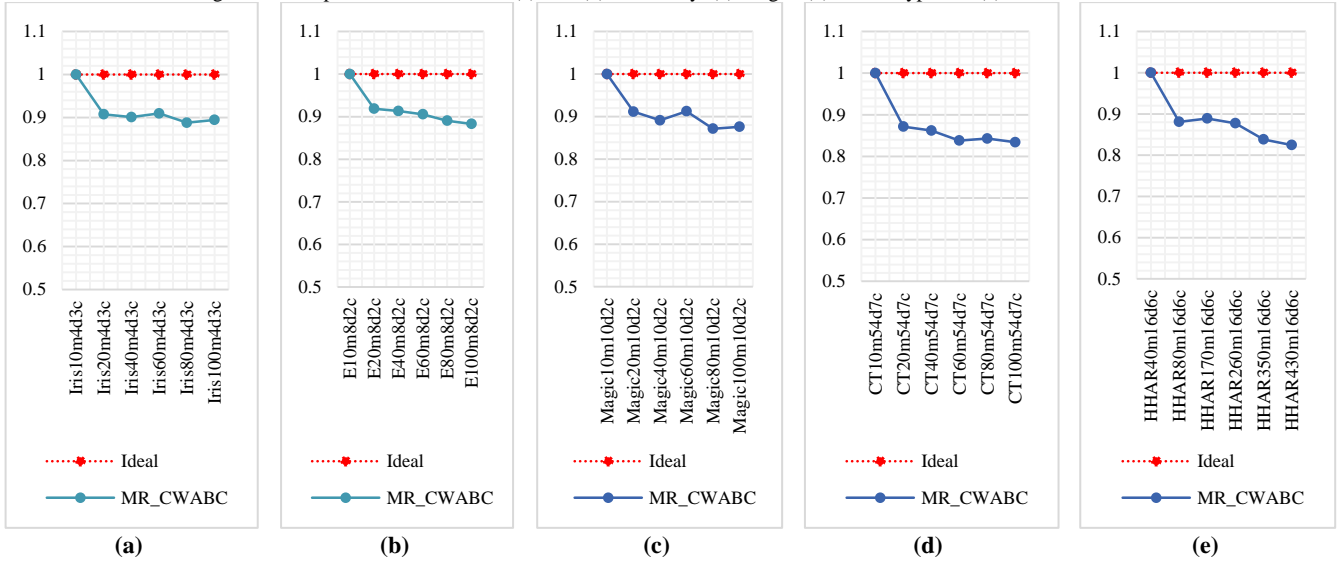 1.1
1
0.9
0.8
0.7
0.6
0.5
Iris10m4d3c
Iris20m4d3c
Iris40m4d3c
Iris60m4d3c
Iris80m4d3c
Iris100m4d3c
Ideal
MR_CWABC
(a)
1.1
1
0.9
0.8
0.7
0.6
0.5
E10m8d2c
E20m8d2c
E40m8d2c
E60m8d2c
E80m8d2c
E100m8d2c
Ideal
MR_CWABC
(b)
1.1
1
0.9
0.8
0.7
0.6
0.5
Magic10m10d2c
Magic20m10d2c
Magic40m10d2c
Magic60m10d2c
Magic80m10d2c
Magic100m10d2c
Ideal
MR_CWABC
(c)
1.1
1
0.9
0.8
0.7
0.6
0.5
CT10m54d7c
CT20m54d7c
CT40m54d7c
CT60m54d7c
CT80m54d7c
CT100m54d7c
Ideal
MR_CWABC
(d)
1.1
1
0.9
0.8
0.7
0.6
0.5
HHAR40m16d6c
HHAR80m16d6c
HHAR170m16d6c
HHAR260m16d6c
HHAR350m16d6c
HHAR430m16d6c
Ideal
MR_CWABC
(e)